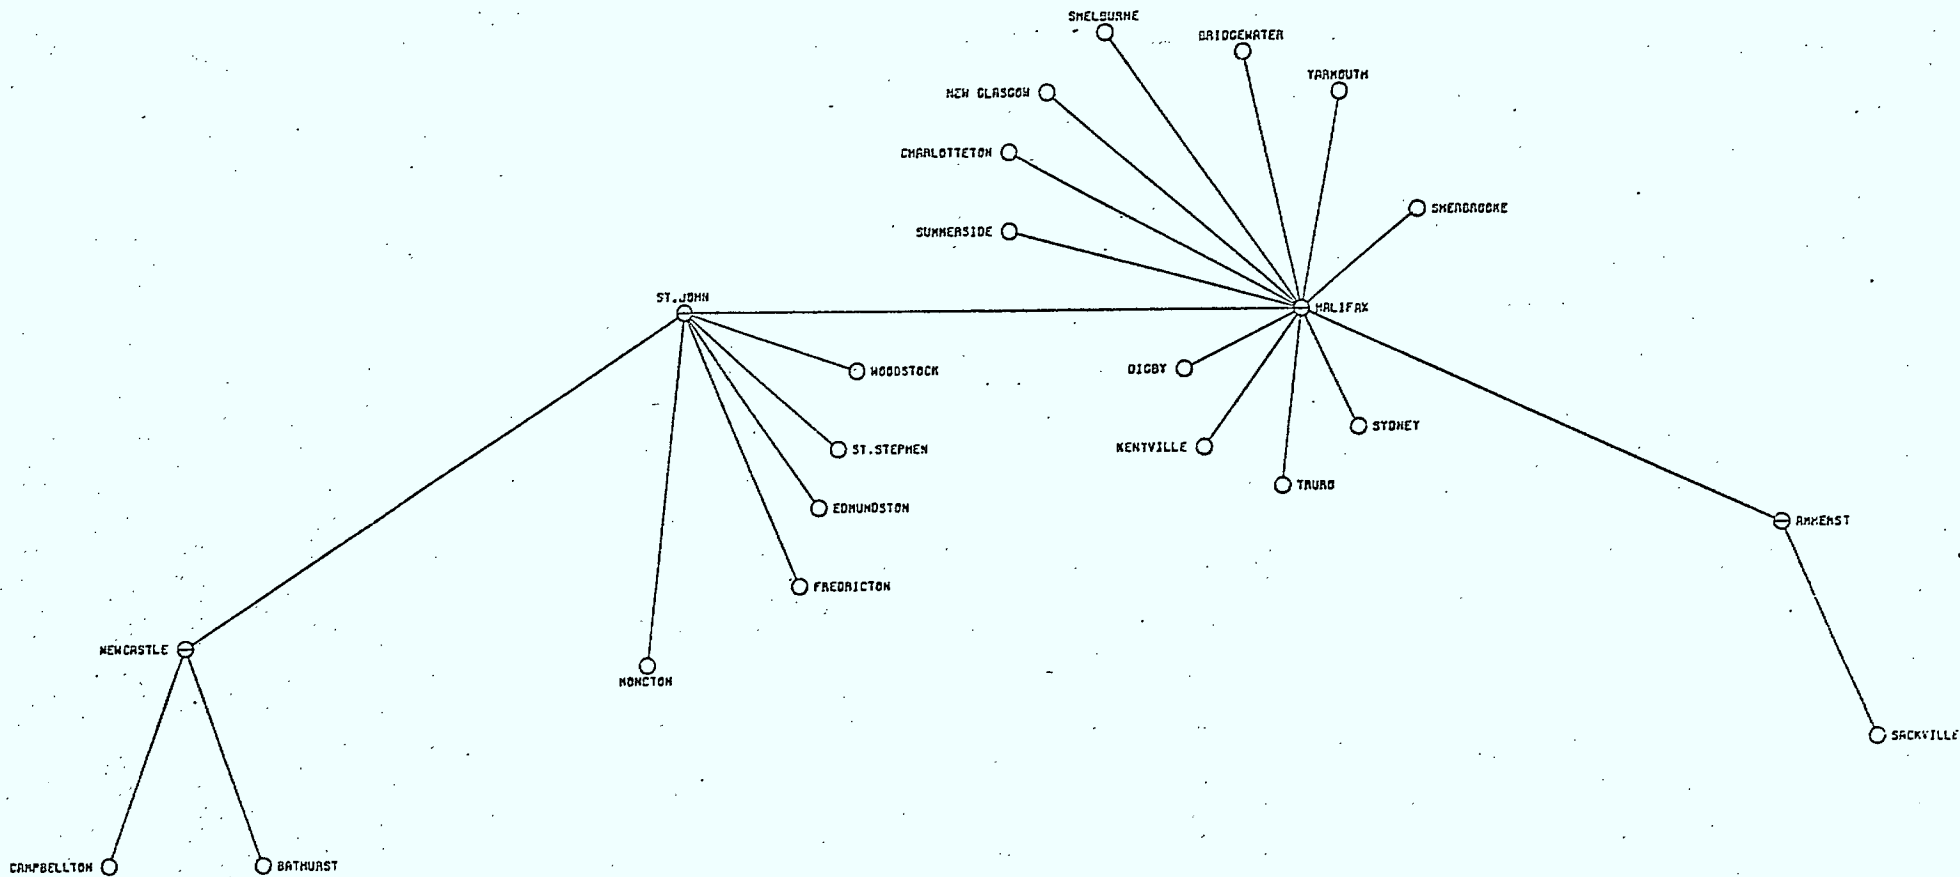 SHELBURNE
BRIDGEWATER
YARMOUTH
NEW GLASGOW
CHARLOTTETON
SHERBROOKE
SUMMERSIDE
ST.JOHN
HALIFAX
WOODSTOCK
DIGBY
SYDNEY
ST.STEPHEN
KENTVILLE
TRURO
EDMUNDSTON
AMHERST
FREDRICTON
NEWCASTLE
MONCTON
SACKVILLE
CAMPBELLTON
BATHURST